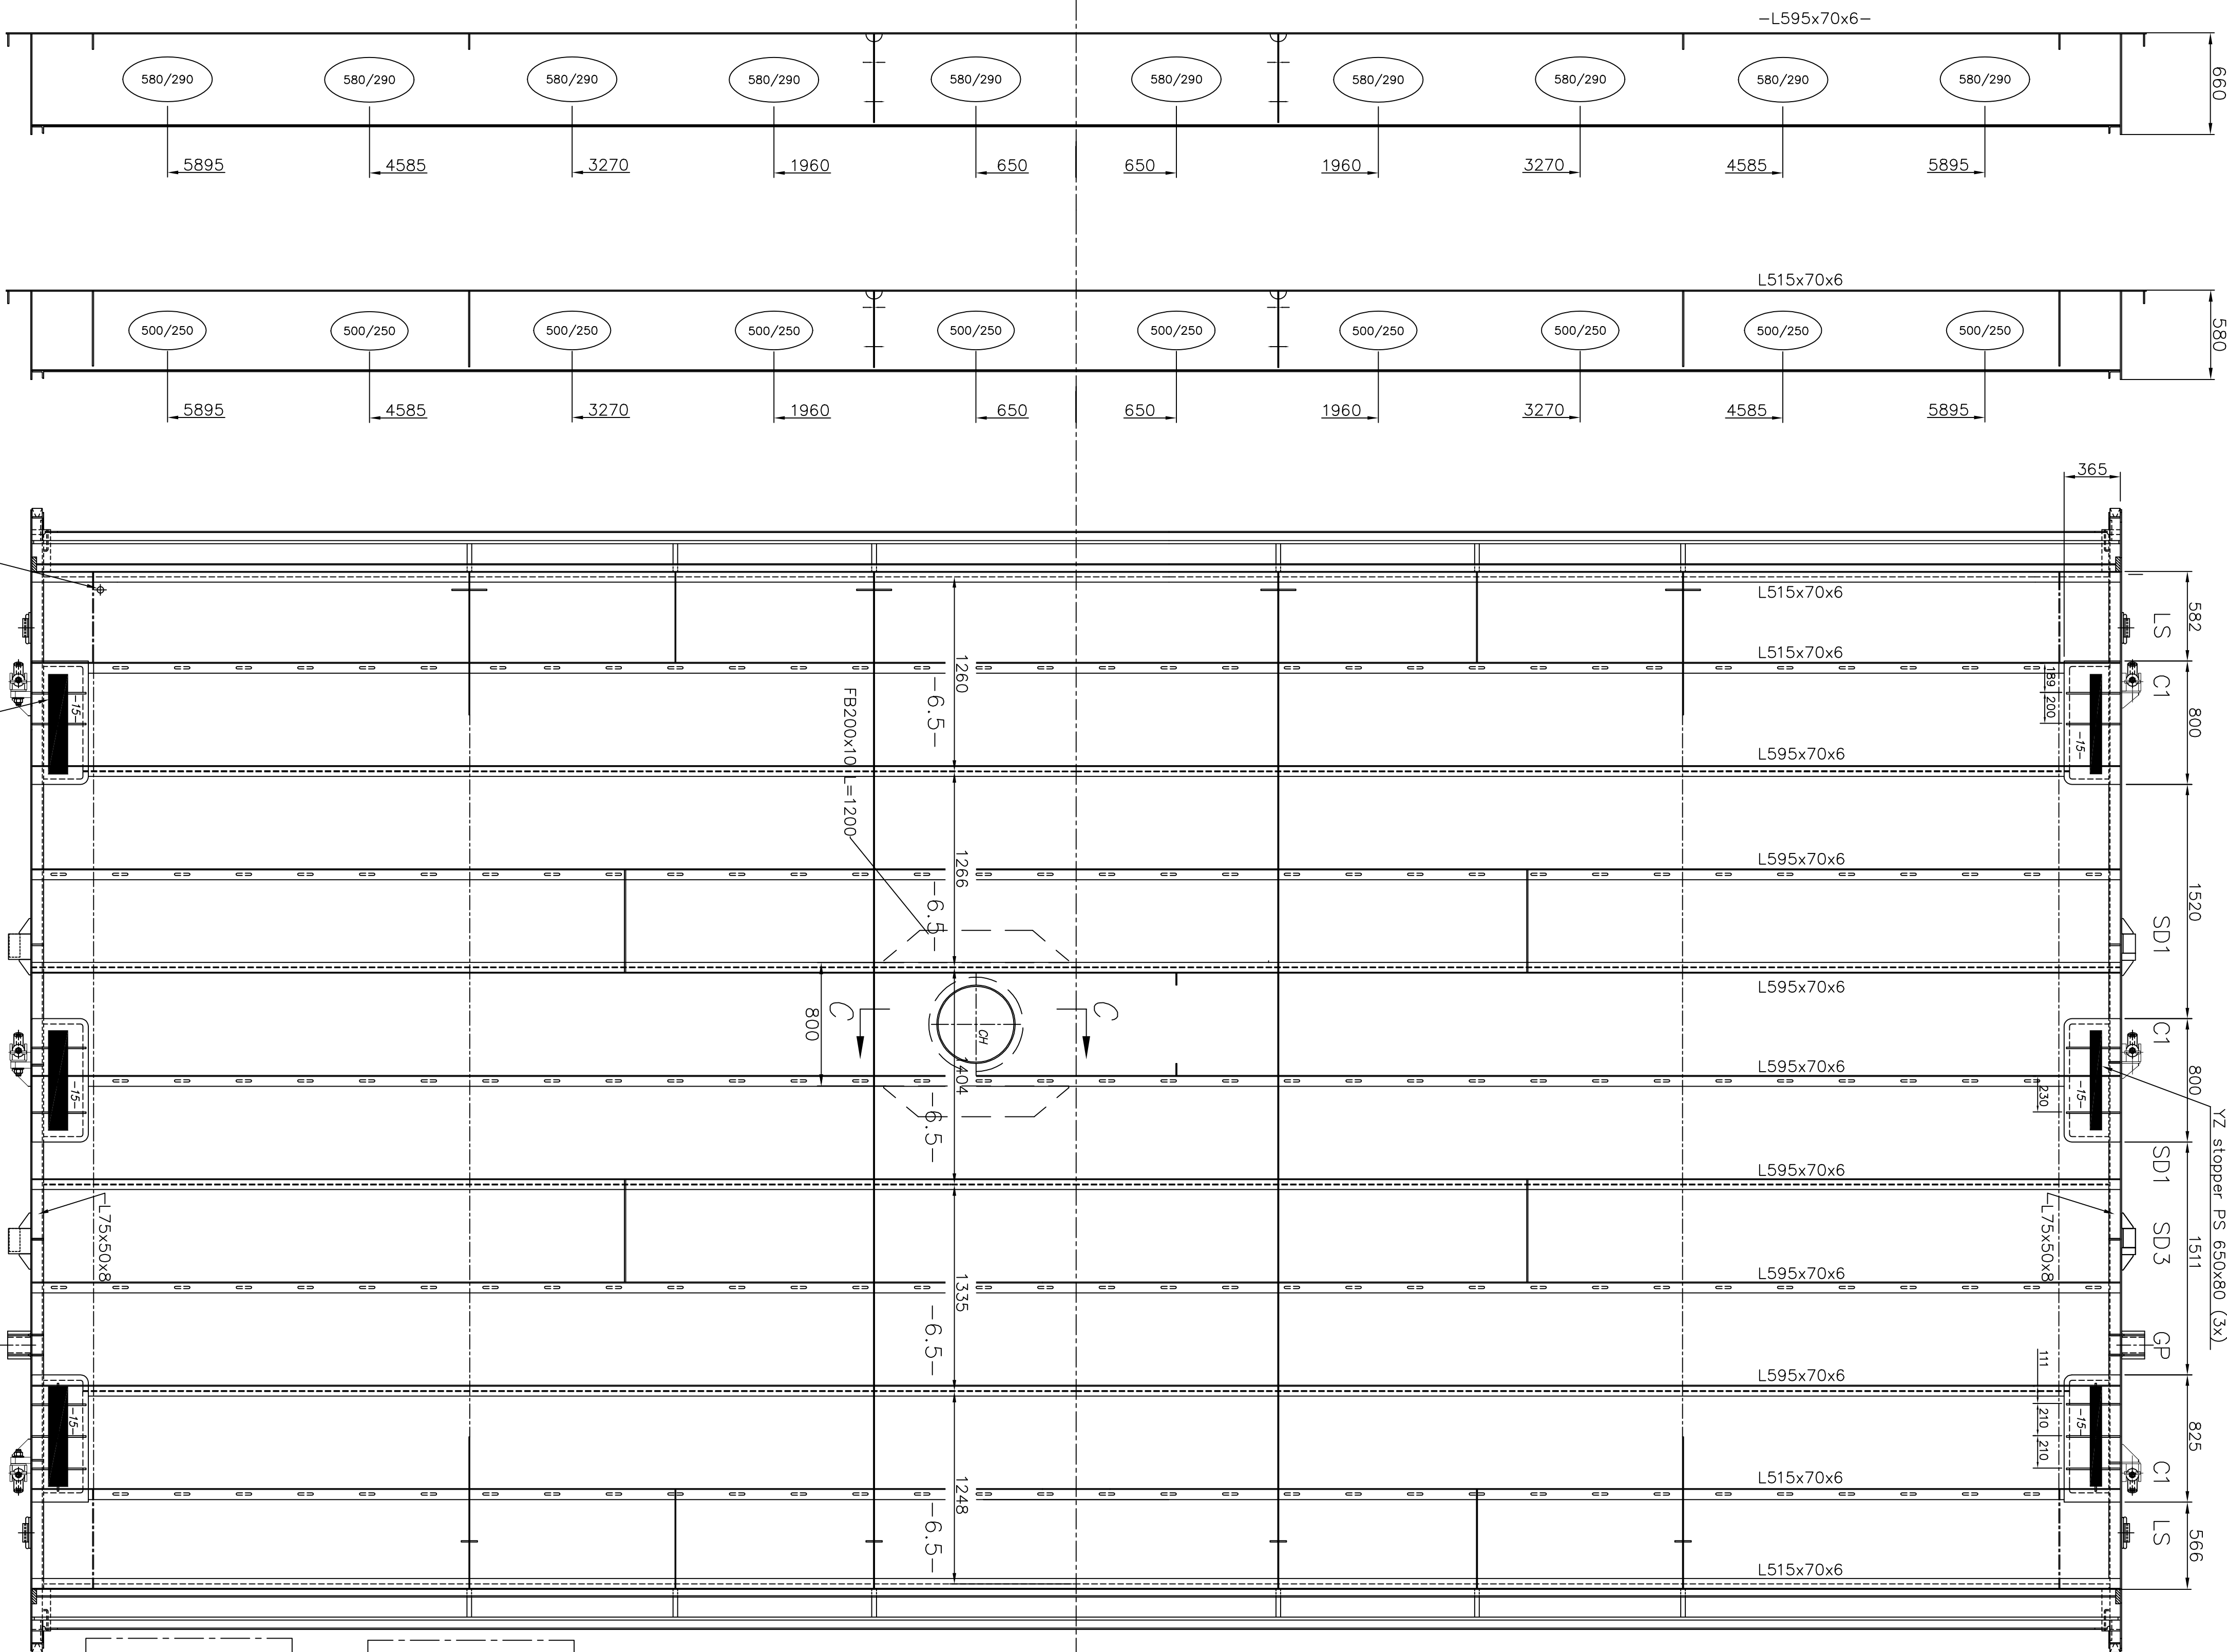 -L595x70x6-
660
580/290 580/290 580/290 580/290 580/290 580/290 580/290 580/290 580/290 580/290
5895 4585 3270 1960 650 650 1960 3270 4585 5895
L515x70x6
580
500/250 500/250 500/250 500/250 500/250 500/250 500/250 500/250 500/250 500/250
5895 4585 3270 1960 650 650 1960 3270 4585 5895
365
L515x70x6
582
LS
L515x70x6
1260
-6.5-
189
200
C1
800
-15-
-15-
FB200x10 L=1200
L595x70x6
L595x70x6
1266
-6.5-
1520
SD1
L595x70x6
C
C
800
CH
C1
800
L595x70x6
1404
-6.5-
230
-15-
-15-
YZ stopper PS 650x80 (3x)
SD1
L595x70x6
L75x50x8
L75x50x8
SD3
1511
L595x70x6
1335
-6.5-
GP
111
L595x70x6
210
210
-15-
-15-
825
C1
L515x70x6
1248
-6.5-
LS
566
L515x70x6